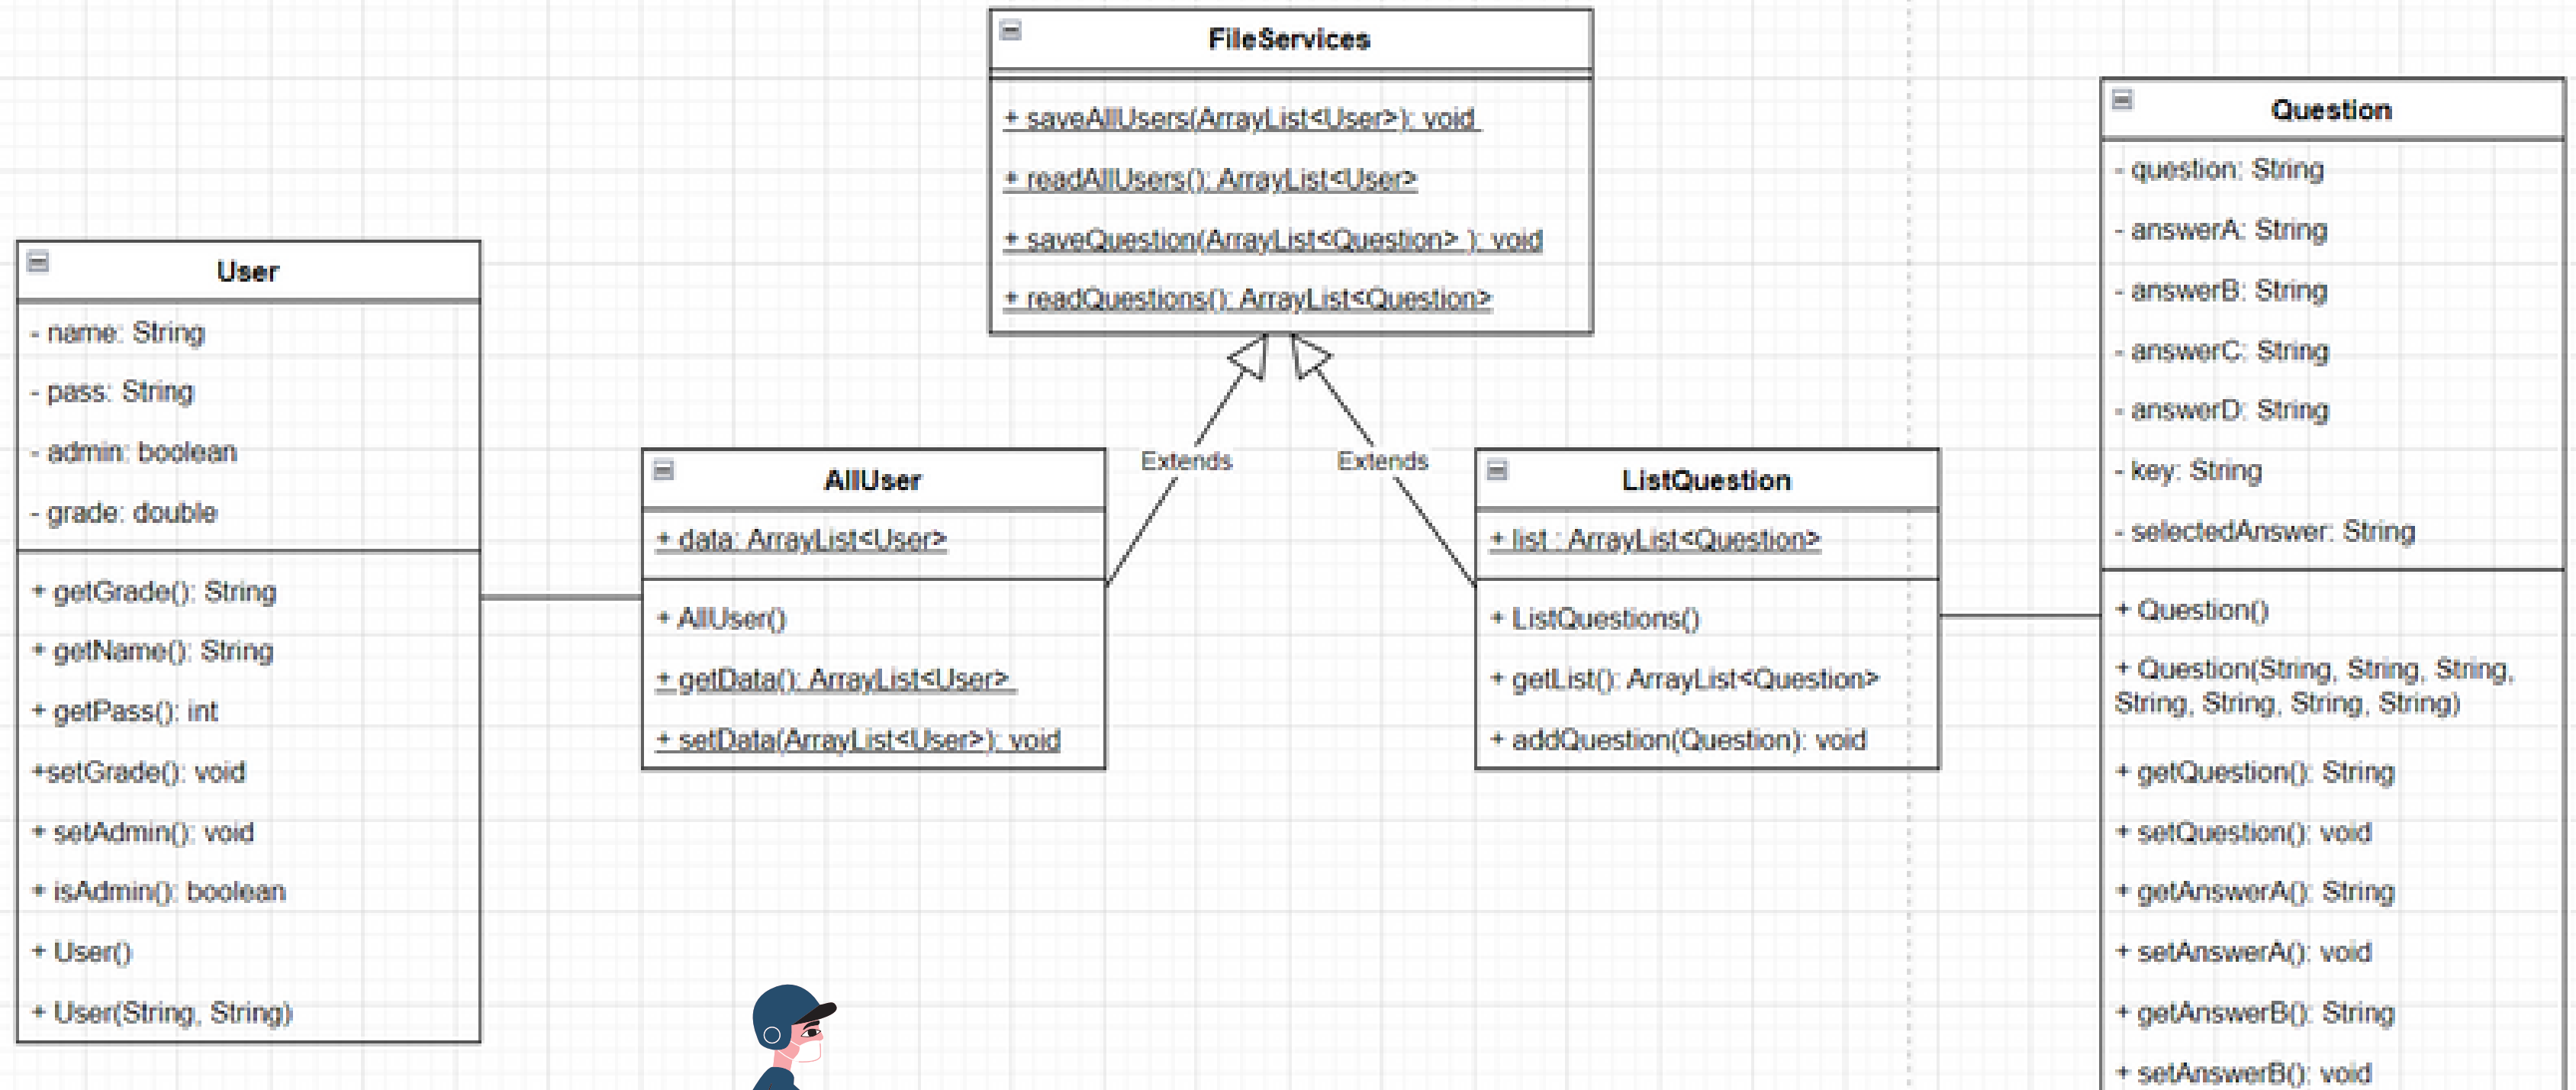 FileServices
+ saveAllUsers(ArrayList<User>): void
+ readAllUsers(): ArrayList<User>
+ saveQuestion(ArrayList<Question> ): void
+ readQuestions(): ArrayList<Question>
User
- name: String
- pass: String
- admin: boolean
- grade: double
+ getGrade(): String
+ getName(): String
+ getPass(): int
+setGrade(): void
+ setAdmin(): void
+ isAdmin(): boolean
+ User()
+ User(String, String)
AllUser
+ data: ArrayList<User>
+ AllUser()
+ getData(): ArrayList<User>
+ setData(ArrayList<User>): void
Extends
Extends
ListQuestion
+ list : ArrayList<Question>
+ ListQuestions()
+ getList(): ArrayList<Question>
+ addQuestion(Question): void
Question
- question: String
- answerA: String
- answerB: String
- answerC: String
- answerD: String
- key: String
- selectedAnswer: String
+ Question()
+ Question(String, String, String,
String, String, String, String)
+ getQuestion(): String
+ setQuestion(): void
+ getAnswerA(): String
+ setAnswerA(): void
+ getAnswerB(): String
+ setAnswerB(): void